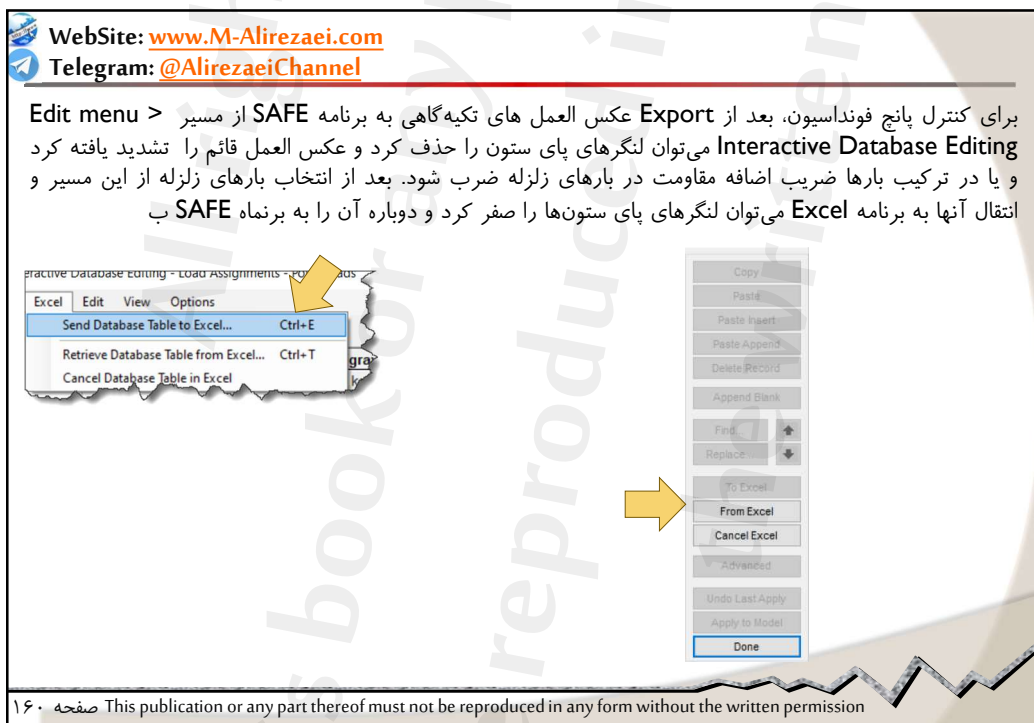 WebSite: www.M-Alirezaei.com
Telegram: @AlirezaeiChannel
برای کنترل پانچ فونداسیون، بعد از Export عکس العمل های تکیه‌گاهی به برنامه SAFE از مسیر Edit menu >
Interactive Database Editing می‌توان لنگرهای پای ستون را حذف کرد و عکس العمل قائم را تشدید یافته کرد
و یا در ترکیب بارها ضریب اضافه مقاومت در بارهای زلزله ضرب شود. بعد از انتخاب بارهای زلزله از این مسیر و
انتقال آنها به برنامه Excel می‌توان لنگرهای پای ستون‌ها را صفر کرد و دوباره آن را به برنماه SAFE ب
eractive Database Editing - Load Assignments -
Excel Edit View Options
Send Database Table to Excel... Ctrl+E
Retrieve Database Table from Excel... Ctrl+T
Cancel Database Table in Excel
Copy
Paste
Paste Insert
Paste Append
Delete Record
Append Blank
Find...
Replace...
To Excel
From Excel
Cancel Excel
Advanced
Undo Last Apply
Apply to Model
Done
صفحه ۱۶۰ This publication or any part thereof must not be reproduced in any form without the written permission